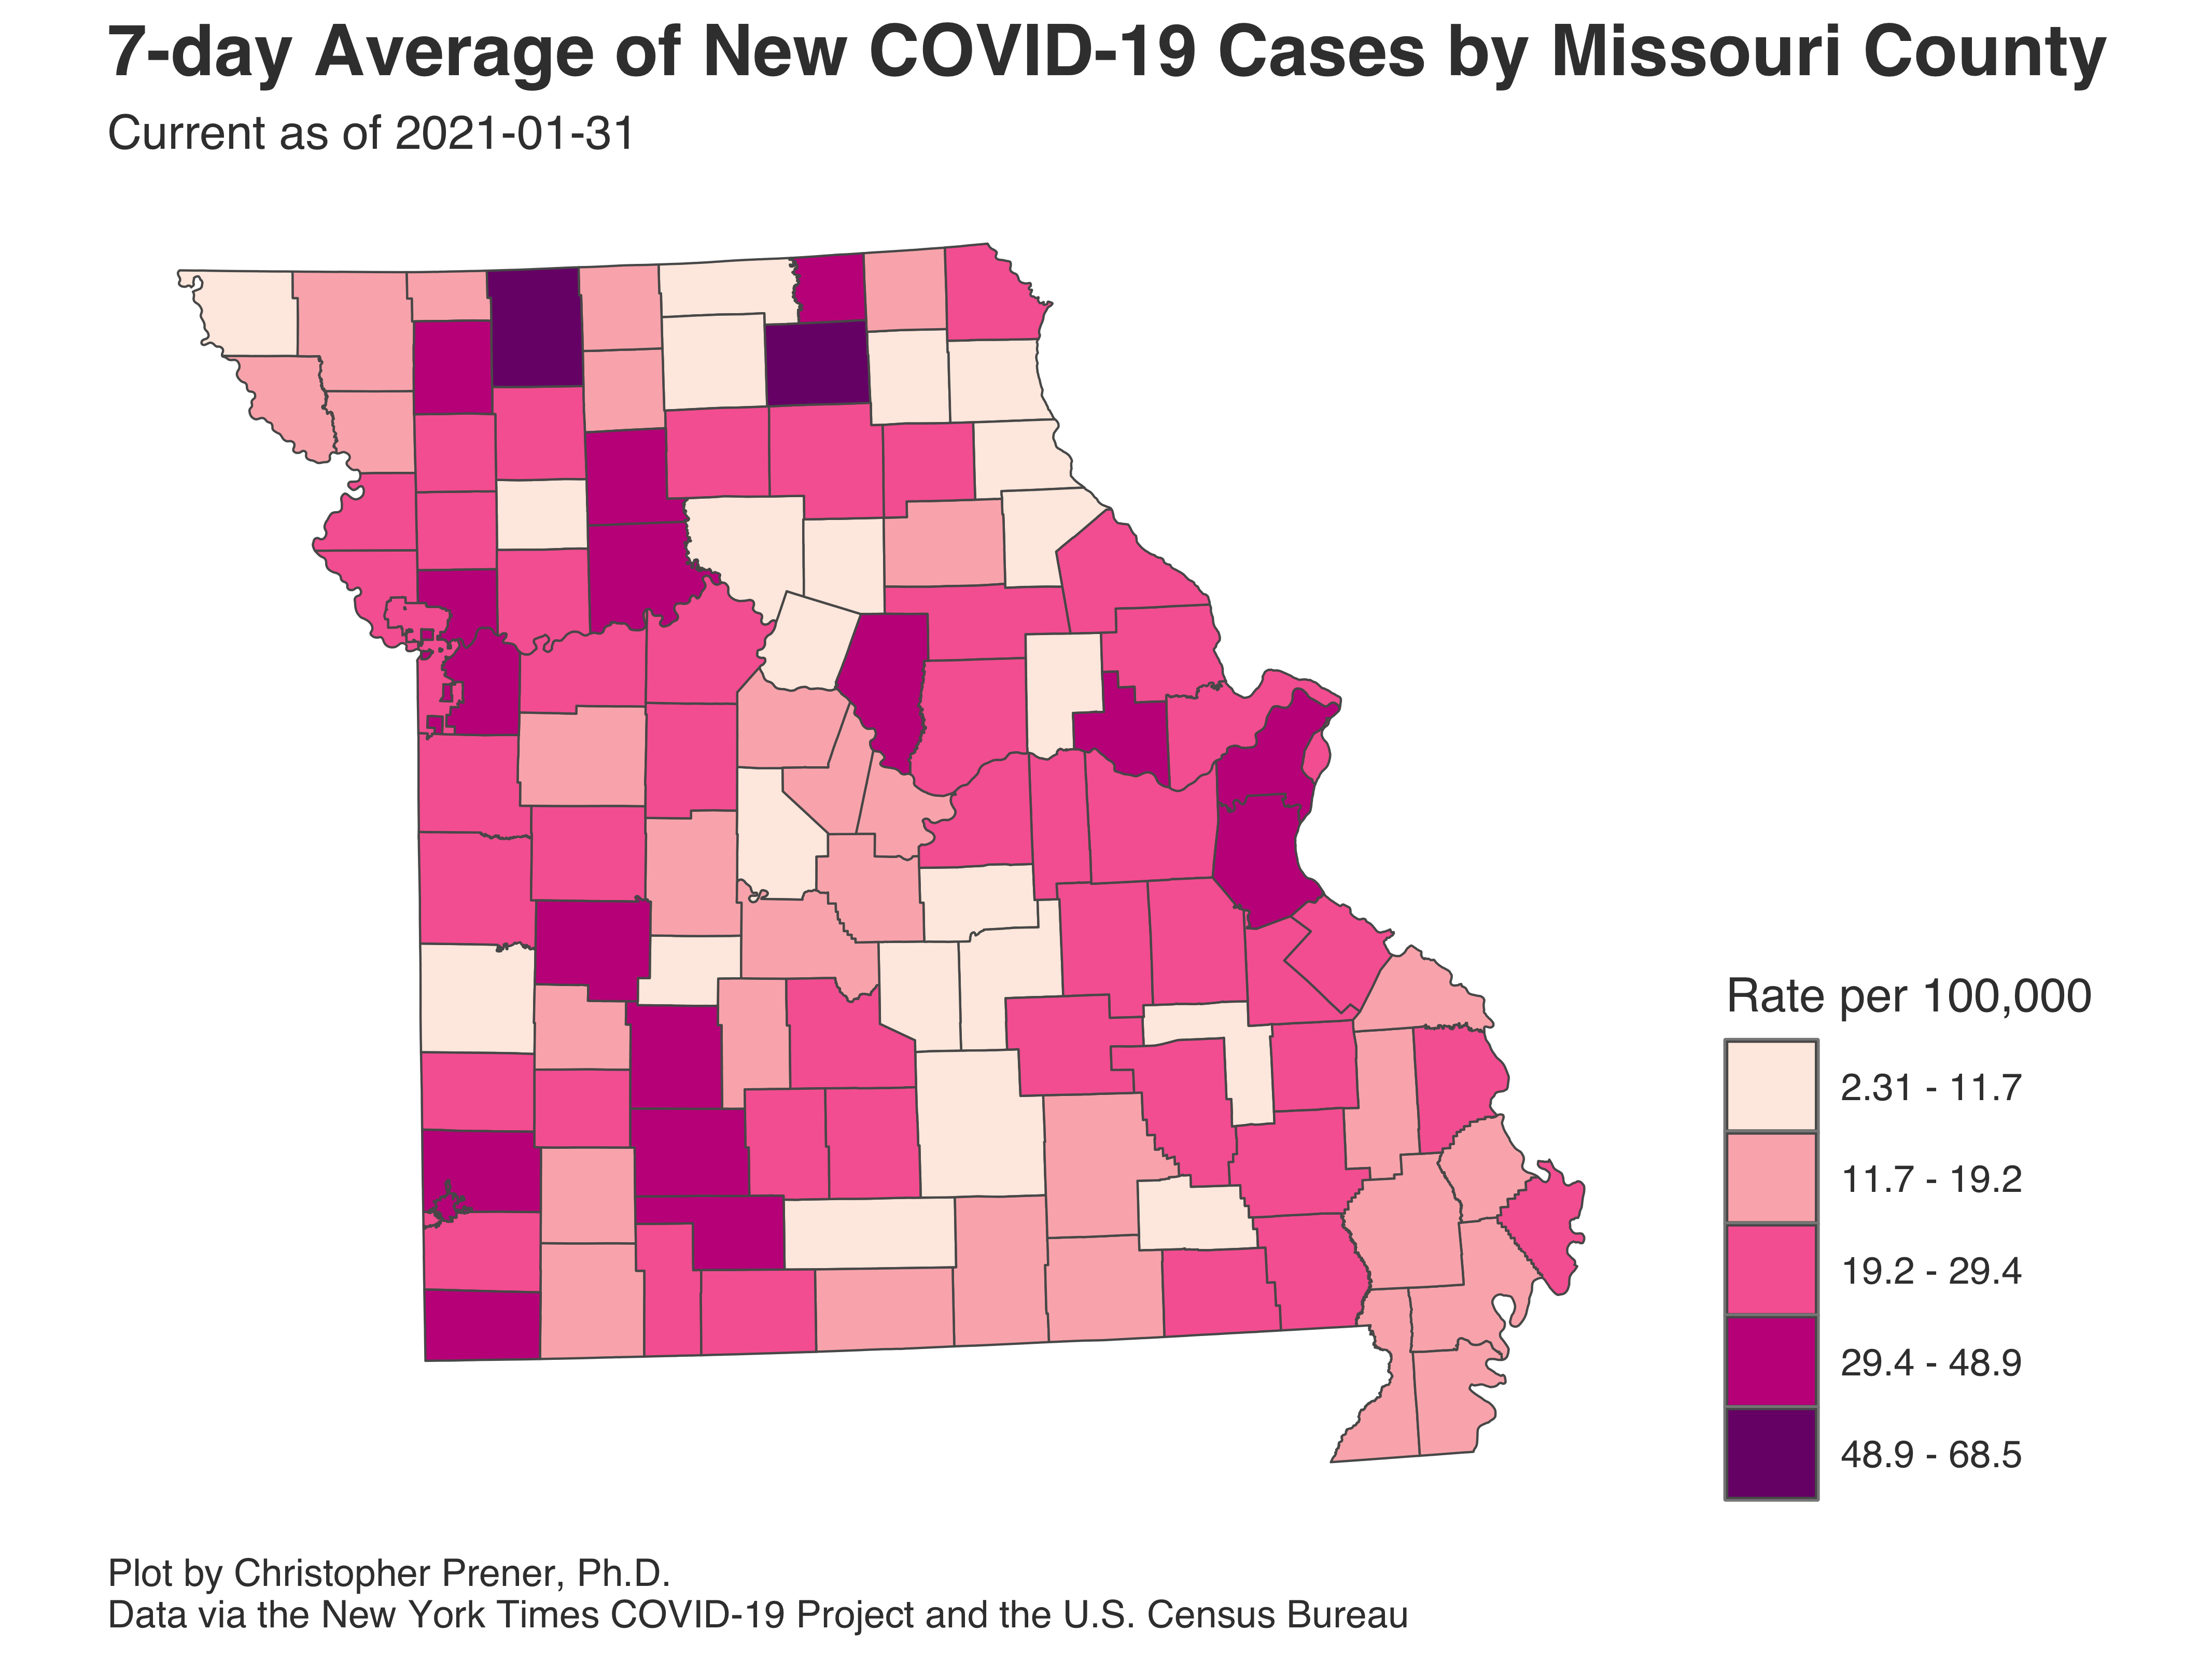 7-day Average of New COVID-19 Cases by Missouri County
Current as of 2021-01-31
Rate per 100,000
2.31 - 11.7
11.7 - 19.2
19.2 - 29.4
29.4 - 48.9
48.9 - 68.5
Plot by Christopher Prener, Ph.D.
Data via the New York Times COVID-19 Project and the U.S. Census Bureau